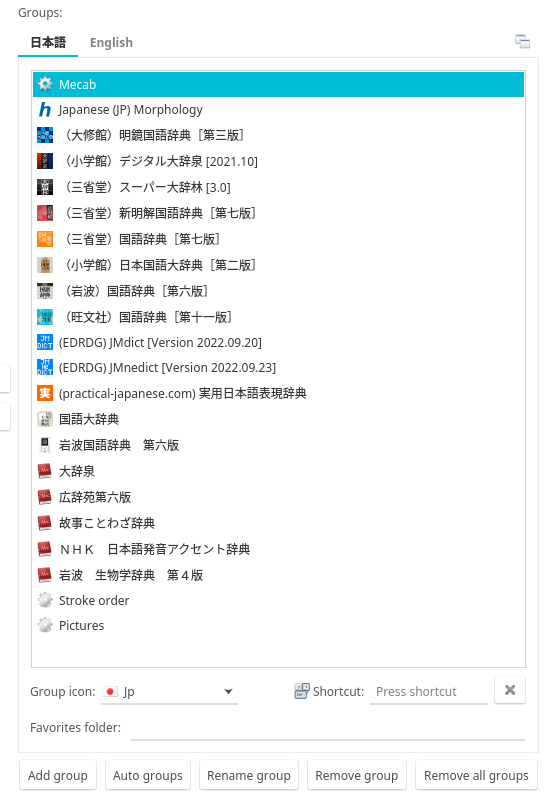 Groups:
日本語 English
Mecab
Japanese (JP) Morphology
（大修館）明鏡国語辞典［第三版］
（小学館）デジタル大辞泉 [2021.10]
（三省堂）スーパー大辞林 [3.0]
（三省堂）新明解国語辞典［第七版］
（三省堂）国語辞典［第七版］
（小学館）日本国語大辞典［第二版］
（岩波）国語辞典［第六版］
（旺文社）国語辞典［第十一版］
(EDRDG) JMdict [Version 2022.09.20]
(EDRDG) JMnedict [Version 2022.09.23]
(practical-japanese.com) 実用日本語表現辞典
国語大辞典
岩波国語辞典　第六版
大辞泉
広辞苑第六版
故事ことわざ辞典
ＮＨＫ　日本語発音アクセント辞典
岩波　生物学辞典　第４版
Stroke order
Pictures
Group icon: Jp Shortcut: Press shortcut
Favorites folder:
Add group Auto groups Rename group Remove group Remove all groups